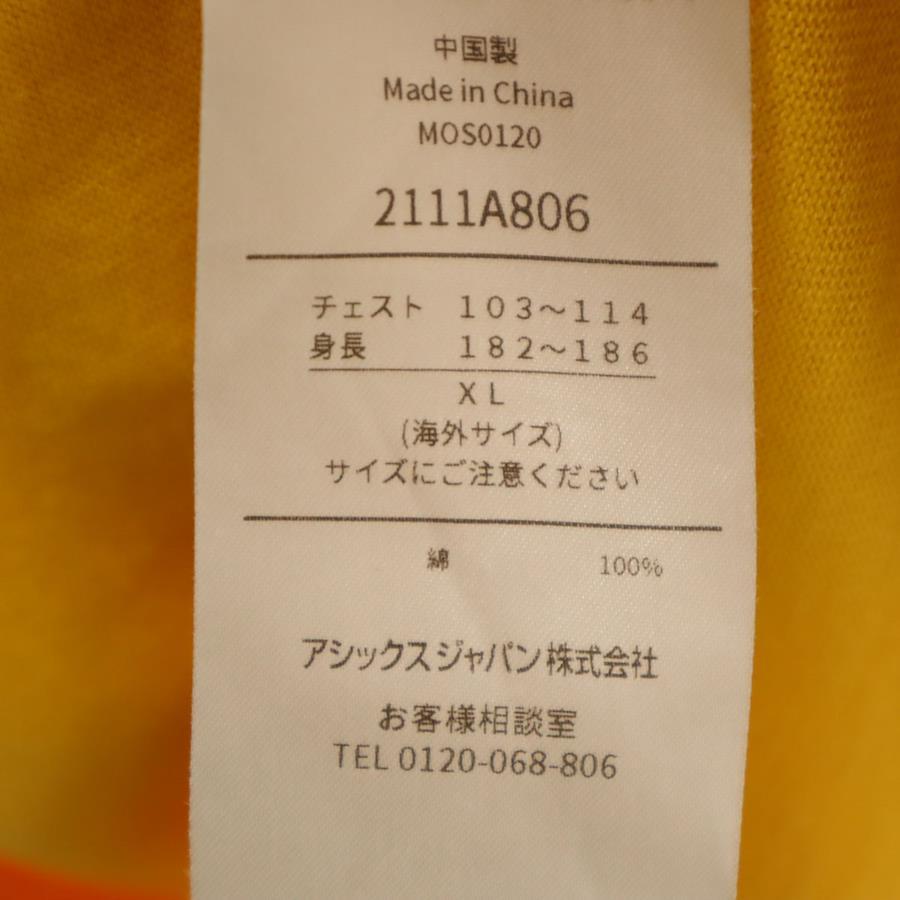 中国製
Made in China
MOS0120
2111A806
チェスト １０３～１１４
身長 １８２～１８６
ＸＬ
(海外サイズ)
サイズにご注意ください
綿 100%
アシックスジャパン株式会社
お客様相談室
TEL 0120-068-806